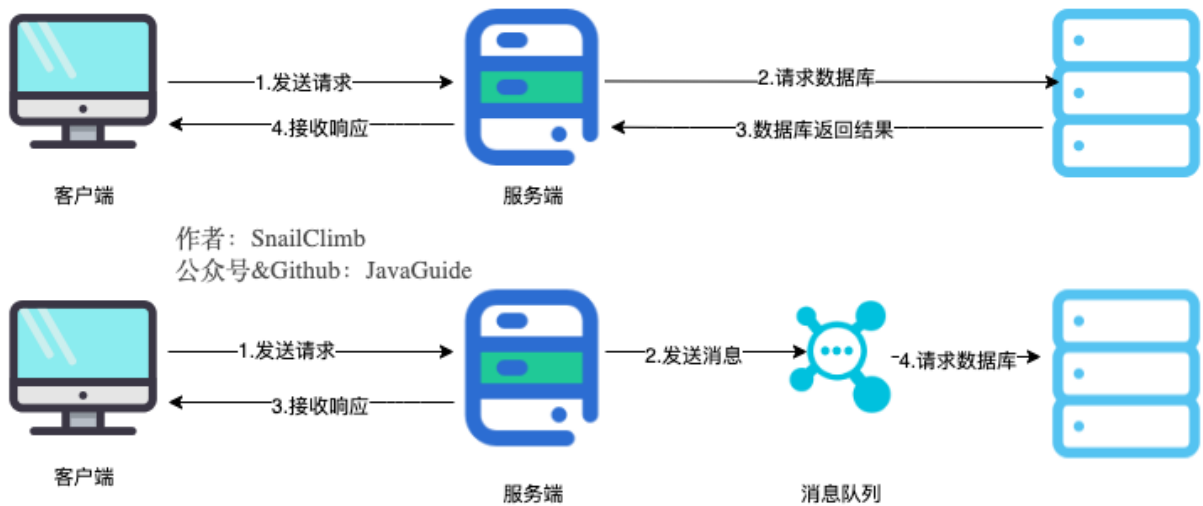 1.发送请求
2.请求数据库
4.接收响应
3.数据库返回结果
客户端
服务端
作者：SnailClimb
公众号&Github：JavaGuide
1.发送请求
2.发送消息
4.请求数据库
3.接收响应
客户端
服务端
消息队列